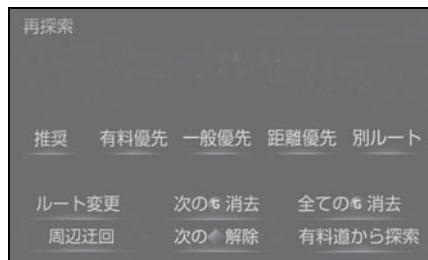 再探索
推奨 有料優先 一般優先 距離優先 別ルート
ルート変更 次の G 消去 全ての G 消去
周辺迂回 次の 解除 有料道から探索